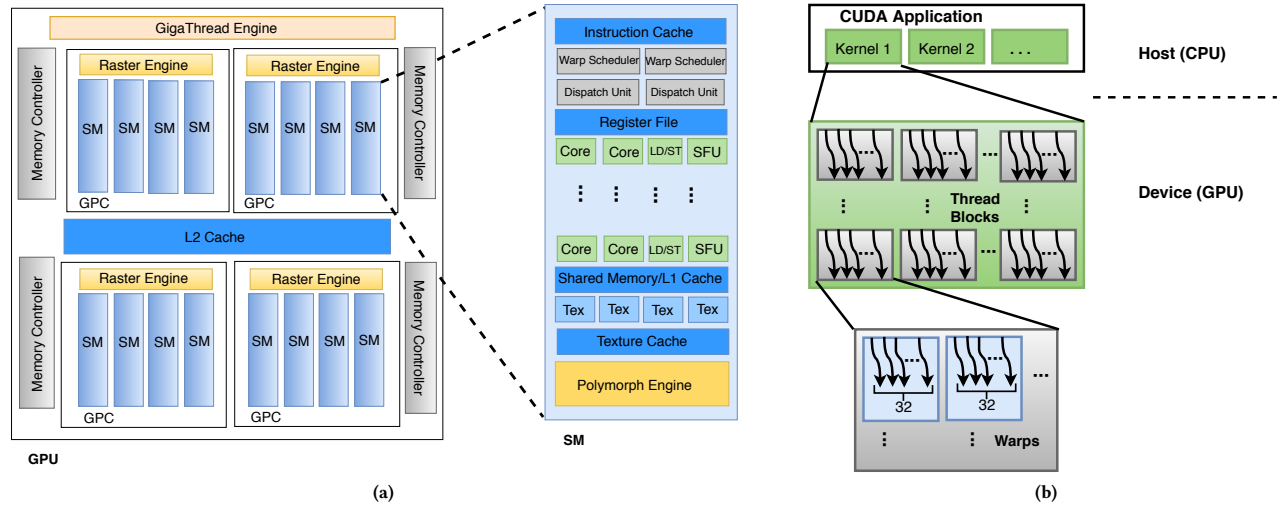 GigaThread Engine
Memory Controller
Raster Engine
SM SM SM SM
GPC
Raster Engine
SM SM SM SM
GPC
Memory Controller
L2 Cache
Memory Controller
Raster Engine
SM SM SM SM
GPC
Raster Engine
SM SM SM SM
GPC
Memory Controller
GPU
Instruction Cache
Warp Scheduler Warp Scheduler
Dispatch Unit Dispatch Unit
Register File
Core Core LD/ST SFU
Core Core LD/ST SFU
Shared Memory/L1 Cache
Tex Tex Tex Tex
Texture Cache
Polymorph Engine
SM
(a)
CUDA Application
Kernel 1 Kernel 2 ...
Host (CPU)
Thread
Blocks
Device (GPU)
32 32
Warps
(b)